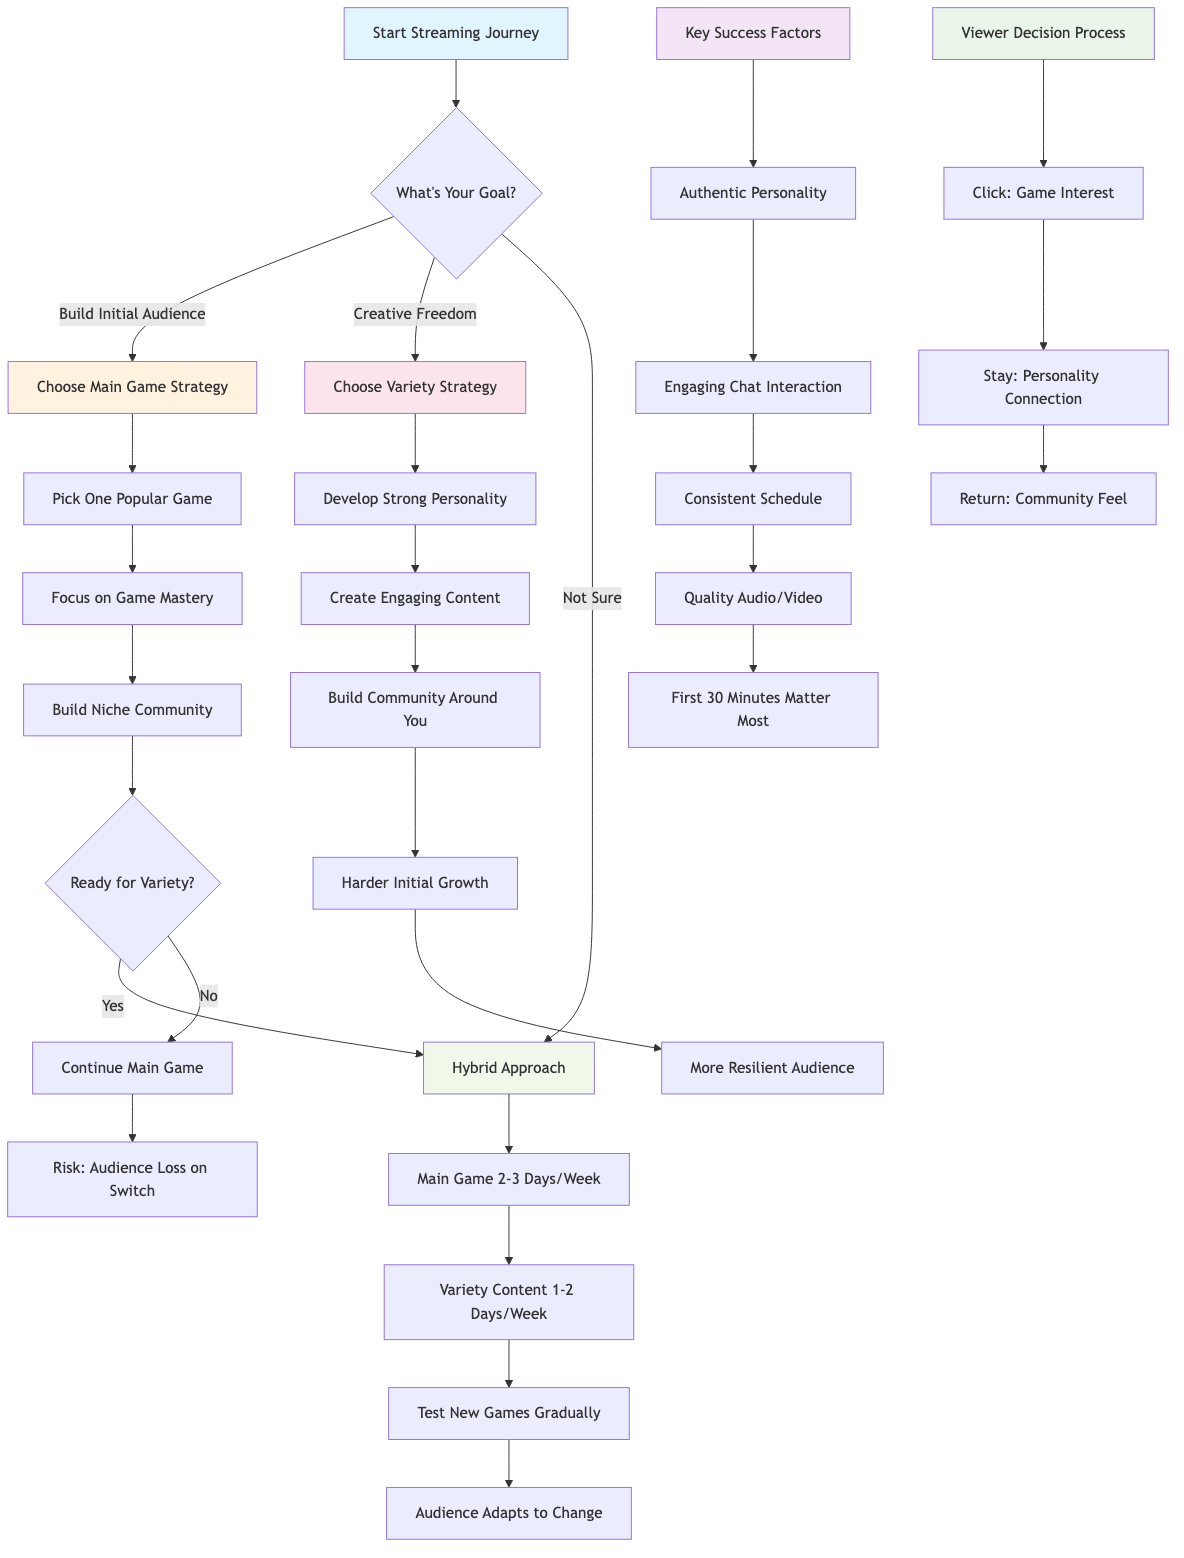 Start Streaming Journey
Key Success Factors
Viewer Decision Process
What's Your Goal?
Authentic Personality
Click: Game Interest
Build Initial Audience
Creative Freedom
Choose Main Game Strategy
Choose Variety Strategy
Engaging Chat Interaction
Stay: Personality
Connection
Pick One Popular Game
Develop Strong Personality
Consistent Schedule
Return: Community Feel
Focus on Game Mastery
Create Engaging Content
Not Sure
Quality Audio/Video
Build Niche Community
Build Community Around
You
First 30 Minutes Matter
Most
Ready for Variety?
Harder Initial Growth
Yes
No
Continue Main Game
Hybrid Approach
More Resilient Audience
Risk: Audience Loss on
Switch
Main Game 2-3 Days/Week
Variety Content 1-2
Days/Week
Test New Games Gradually
Audience Adapts to Change